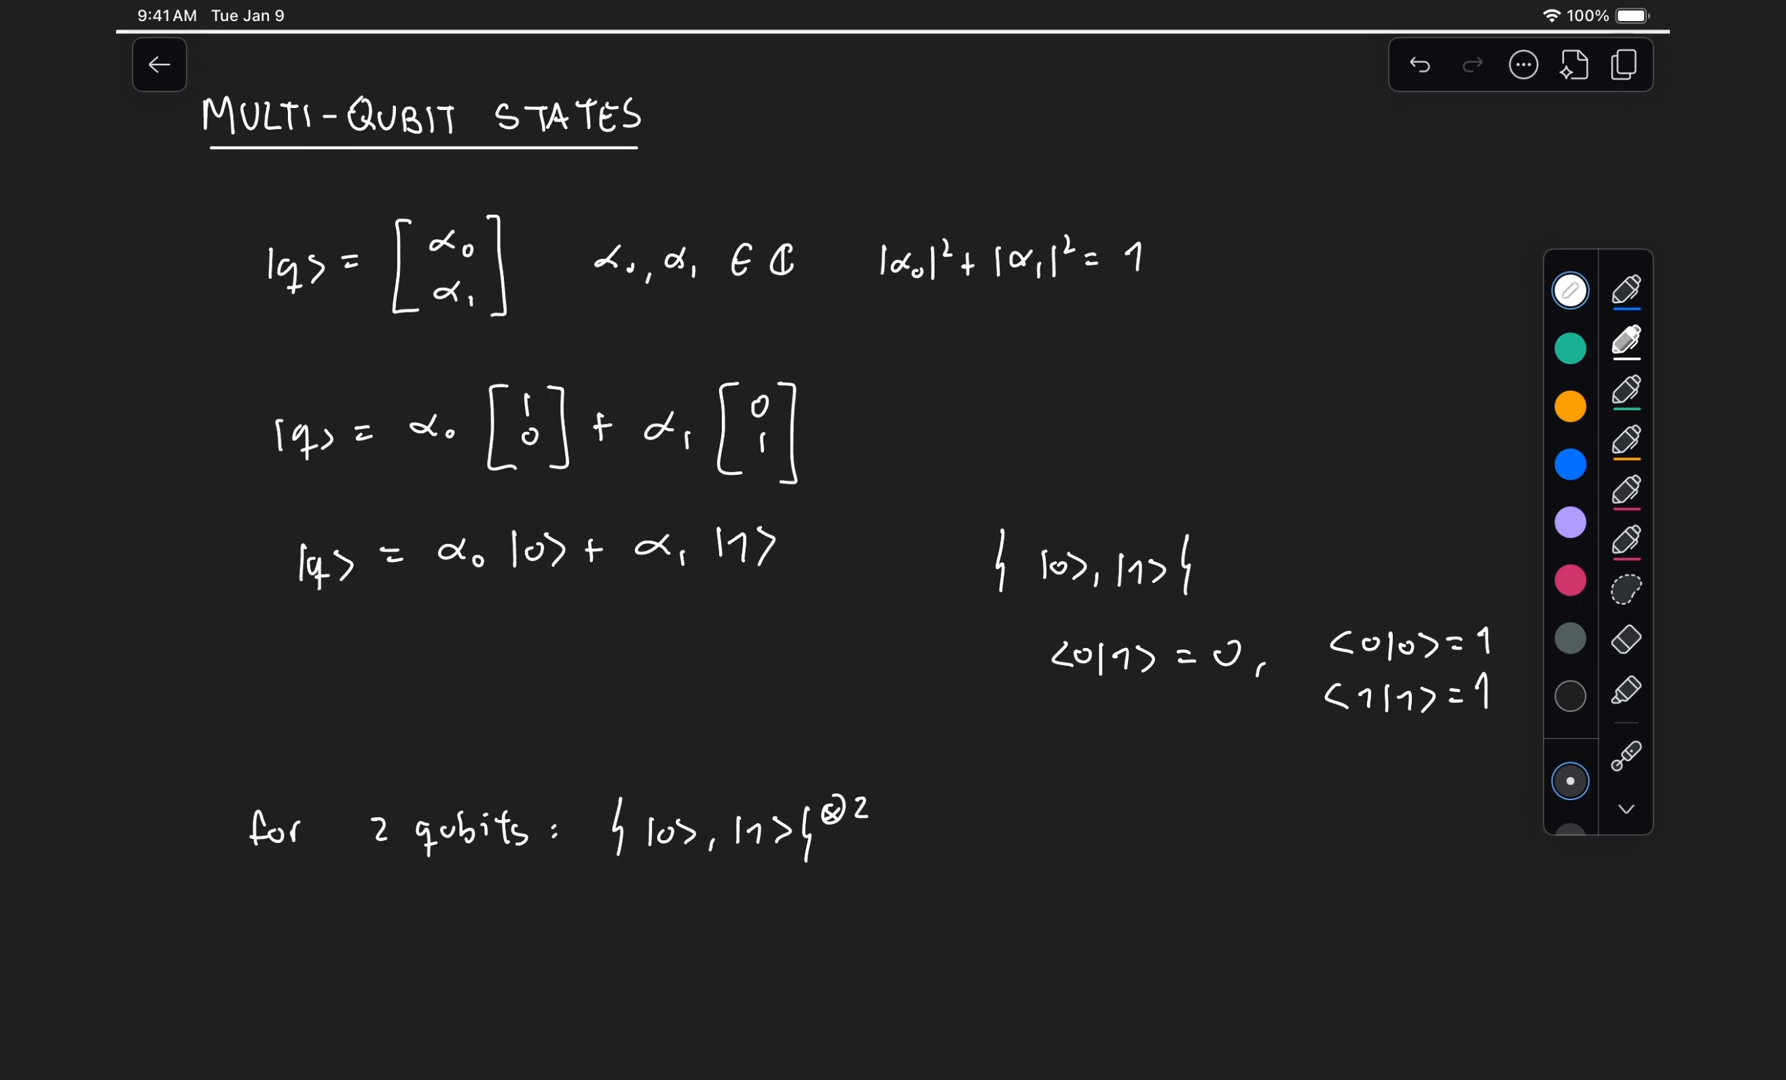 9:41 AM Tue Jan 9 100%
MULTI-QUBIT STATES
|q> = [α₀ α₁] α₀, α₁ ∈ ℂ |α₀|² + |α₁|² = 1
|q> = α₀ [1 0] + α₁ [0 1]
|q> = α₀ |0> + α₁ |1> { |0>, |1> }
<0|1> = 0, <0|0> = 1
<1|1> = 1
for 2 qubits : { |0>, |1> }⊗2